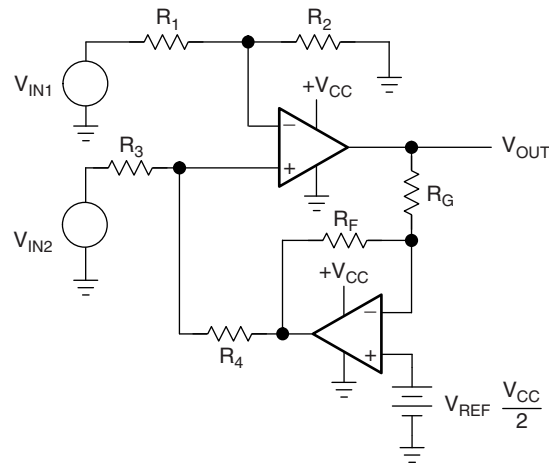 R1
R2
VIN1
+VCC
−
+
VOUT
R3
RG
VIN2
RF
+VCC
−
+
R4
VREF VCC/2